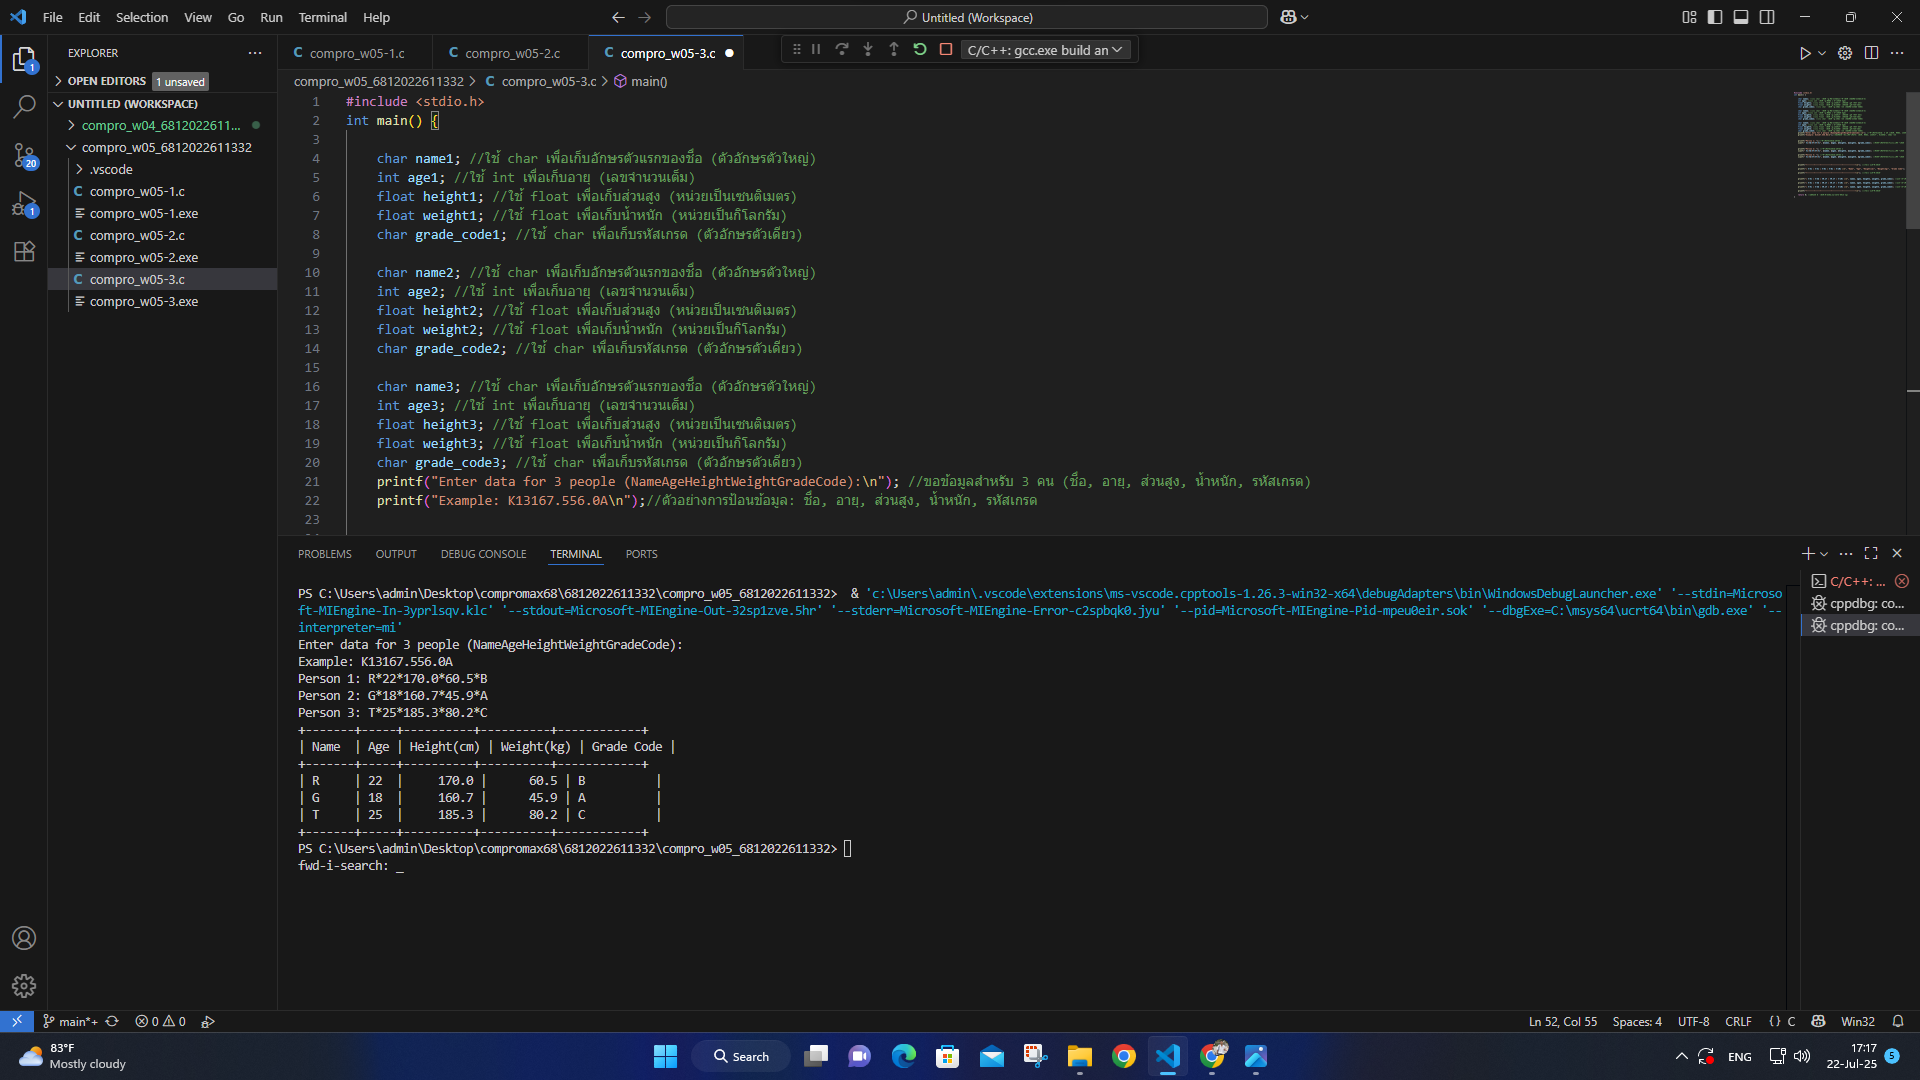 File Edit Selection View Go Run Terminal Help
Untitled (Workspace)
EXPLORER
OPEN EDITORS 1 unsaved
UNTITLED (WORKSPACE)
compro_w04_6812022611...
compro_w05_6812022611332
.vscode
compro_w05-1.c
compro_w05-1.exe
compro_w05-2.c
compro_w05-2.exe
compro_w05-3.c
compro_w05-3.exe
compro_w05-1.c compro_w05-2.c compro_w05-3.c
C/C++: gcc.exe build an
compro_w05_6812022611332 > compro_w05-3.c > main()
1 #include <stdio.h>
2 int main() {
3
4 char name1; //ใช้ char เพื่อเก็บอักษรตัวแรกของชื่อ (ตัวอักษรตัวใหญ่)
5 int age1; //ใช้ int เพื่อเก็บอายุ (เลขจำนวนเต็ม)
6 float height1; //ใช้ float เพื่อเก็บส่วนสูง (หน่วยเป็นเซนติเมตร)
7 float weight1; //ใช้ float เพื่อเก็บน้ำหนัก (หน่วยเป็นกิโลกรัม)
8 char grade_code1; //ใช้ char เพื่อเก็บรหัสเกรด (ตัวอักษรตัวเดียว)
9
10 char name2; //ใช้ char เพื่อเก็บอักษรตัวแรกของชื่อ (ตัวอักษรตัวใหญ่)
11 int age2; //ใช้ int เพื่อเก็บอายุ (เลขจำนวนเต็ม)
12 float height2; //ใช้ float เพื่อเก็บส่วนสูง (หน่วยเป็นเซนติเมตร)
13 float weight2; //ใช้ float เพื่อเก็บน้ำหนัก (หน่วยเป็นกิโลกรัม)
14 char grade_code2; //ใช้ char เพื่อเก็บรหัสเกรด (ตัวอักษรตัวเดียว)
15
16 char name3; //ใช้ char เพื่อเก็บอักษรตัวแรกของชื่อ (ตัวอักษรตัวใหญ่)
17 int age3; //ใช้ int เพื่อเก็บอายุ (เลขจำนวนเต็ม)
18 float height3; //ใช้ float เพื่อเก็บส่วนสูง (หน่วยเป็นเซนติเมตร)
19 float weight3; //ใช้ float เพื่อเก็บน้ำหนัก (หน่วยเป็นกิโลกรัม)
20 char grade_code3; //ใช้ char เพื่อเก็บรหัสเกรด (ตัวอักษรตัวเดียว)
21 printf("Enter data for 3 people (NameAgeHeightWeightGradeCode):\n"); //ขอข้อมูลสำหรับ 3 คน (ชื่อ, อายุ, ส่วนสูง, น้ำหนัก, รหัสเกรด)
22 printf("Example: K13167.556.0A\n");//ตัวอย่างการป้อนข้อมูล: ชื่อ, อายุ, ส่วนสูง, น้ำหนัก, รหัสเกรด
23
PROBLEMS OUTPUT DEBUG CONSOLE TERMINAL PORTS
PS C:\Users\admin\Desktop\compromax68\6812022611332\compro_w05_6812022611332> & 'c:\Users\admin\.vscode\extensions\ms-vscode.cpptools-1.26.3-win32-x64\debugAdapters\bin\WindowsDebugLauncher.exe' '--stdin=Microso
ft-MIEngine-In-3yprlsqv.klc' '--stdout=Microsoft-MIEngine-Out-32sp1zve.5hr' '--stderr=Microsoft-MIEngine-Error-c2spbqk0.jyu' '--pid=Microsoft-MIEngine-Pid-mpeu0eir.sok' '--dbgExe=C:\msys64\ucrt64\bin\gdb.exe' '--
interpreter=mi'
Enter data for 3 people (NameAgeHeightWeightGradeCode):
Example: K13167.556.0A
Person 1: R*22*170.0*60.5*B
Person 2: G*18*160.7*45.9*A
Person 3: T*25*185.3*80.2*C
+-------+-----+----------+----------+------------+
| Name  | Age | Height(cm) | Weight(kg) | Grade Code |
+-------+-----+----------+----------+------------+
| R     | 22  |     170.0 |      60.5 | B          |
| G     | 18  |     160.7 |      45.9 | A          |
| T     | 25  |     185.3 |      80.2 | C          |
+-------+-----+----------+----------+------------+
PS C:\Users\admin\Desktop\compromax68\6812022611332\compro_w05_6812022611332>
fwd-i-search: _
C/C++: ...
cppdbg: co...
cppdbg: co...
main*+ 0 0
Ln 52, Col 55 Spaces: 4 UTF-8 CRLF {} C Win32
83°F
Mostly cloudy
Search
ENG
17:17
22-Jul-25
5